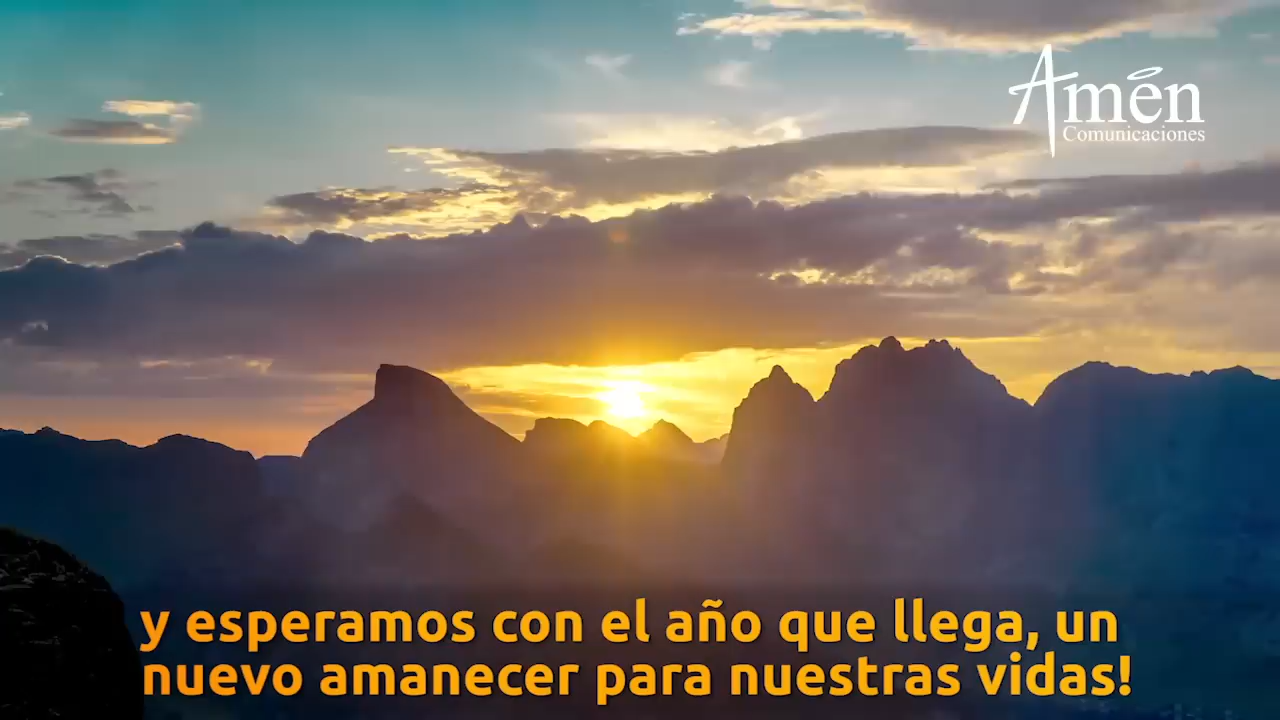 Amén
Comunicaciones
y esperamos con el año que llega, un
nuevo amanecer para nuestras vidas!